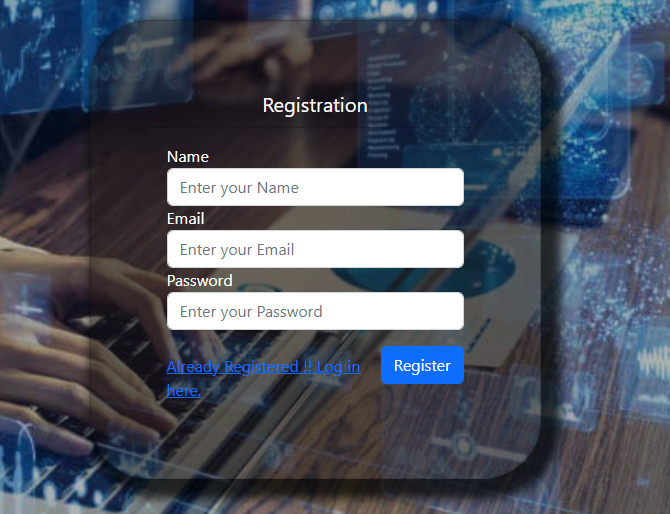 Registration
Name
Enter your Name
Email
Enter your Email
Password
Enter your Password
Already Registered !! Log in
here.
Register